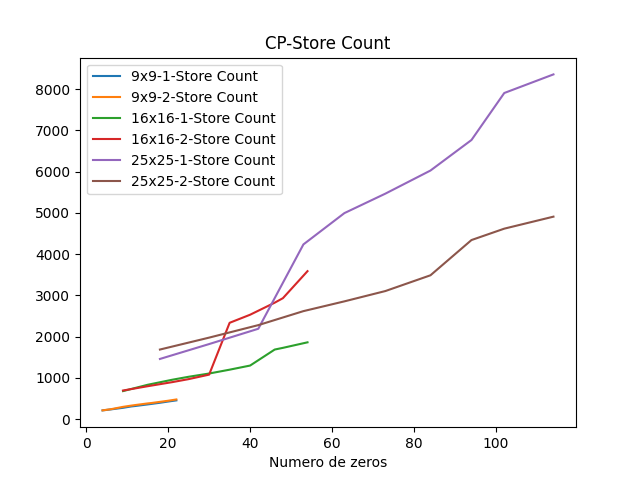 CP-Store Count
9x9-1-Store Count
9x9-2-Store Count
16x16-1-Store Count
16x16-2-Store Count
25x25-1-Store Count
25x25-2-Store Count
8000
7000
6000
5000
4000
3000
2000
1000
0
0 20 40 60 80 100
Numero de zeros